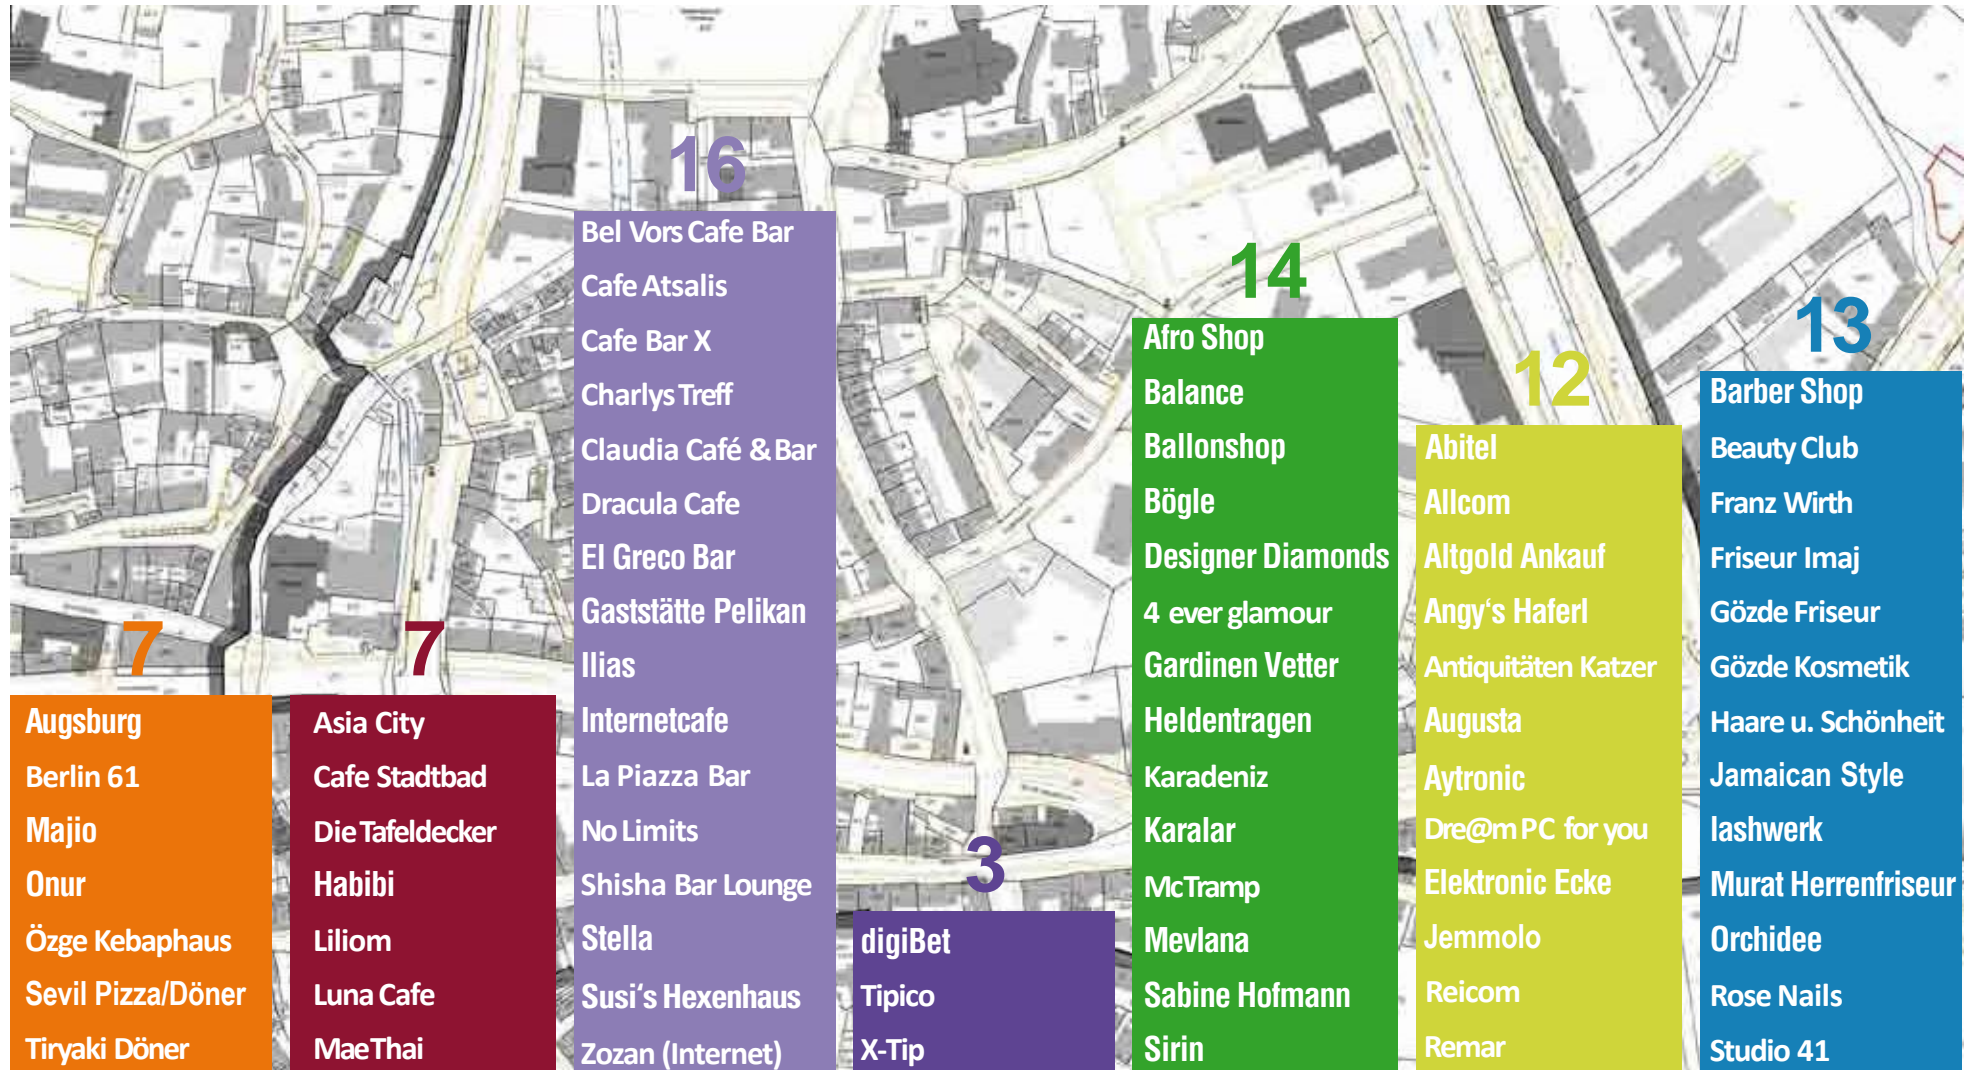 7
Augsburg
Berlin 61
Majio
Onur
Özge Kebaphaus
Sevil Pizza/Döner
Tiryaki Döner
7
Asia City
Cafe Stadtbad
Die Tafeldecker
Habibi
Liliom
Luna Cafe
Mae Thai
16
Bel Vors Cafe Bar
Cafe Atsalis
Cafe Bar X
Charlys Treff
Claudia Café & Bar
Dracula Cafe
El Greco Bar
Gaststätte Pelikan
Ilias
Internetcafe
La Piazza Bar
No Limits
Shisha Bar Lounge
Stella
Susi‘s Hexenhaus
Zozan (Internet)
3
digiBet
Tipico
X-Tip
14
Afro Shop
Balance
Ballonshop
Bögle
Designer Diamonds
4 ever glamour
Gardinen Vetter
Heldentragen
Karadeniz
Karalar
McTramp
Mevlana
Sabine Hofmann
Sirin
12
Abitel
Allcom
Altgold Ankauf
Angy‘s Haferl
Antiquitäten Katzer
Augusta
Aytronic
Dre@m PC for you
Elektronic Ecke
Jemmolo
Reicom
Remar
13
Barber Shop
Beauty Club
Franz Wirth
Friseur Imaj
Gözde Friseur
Gözde Kosmetik
Haare u. Schönheit
Jamaican Style
lashwerk
Murat Herrenfriseur
Orchidee
Rose Nails
Studio 41